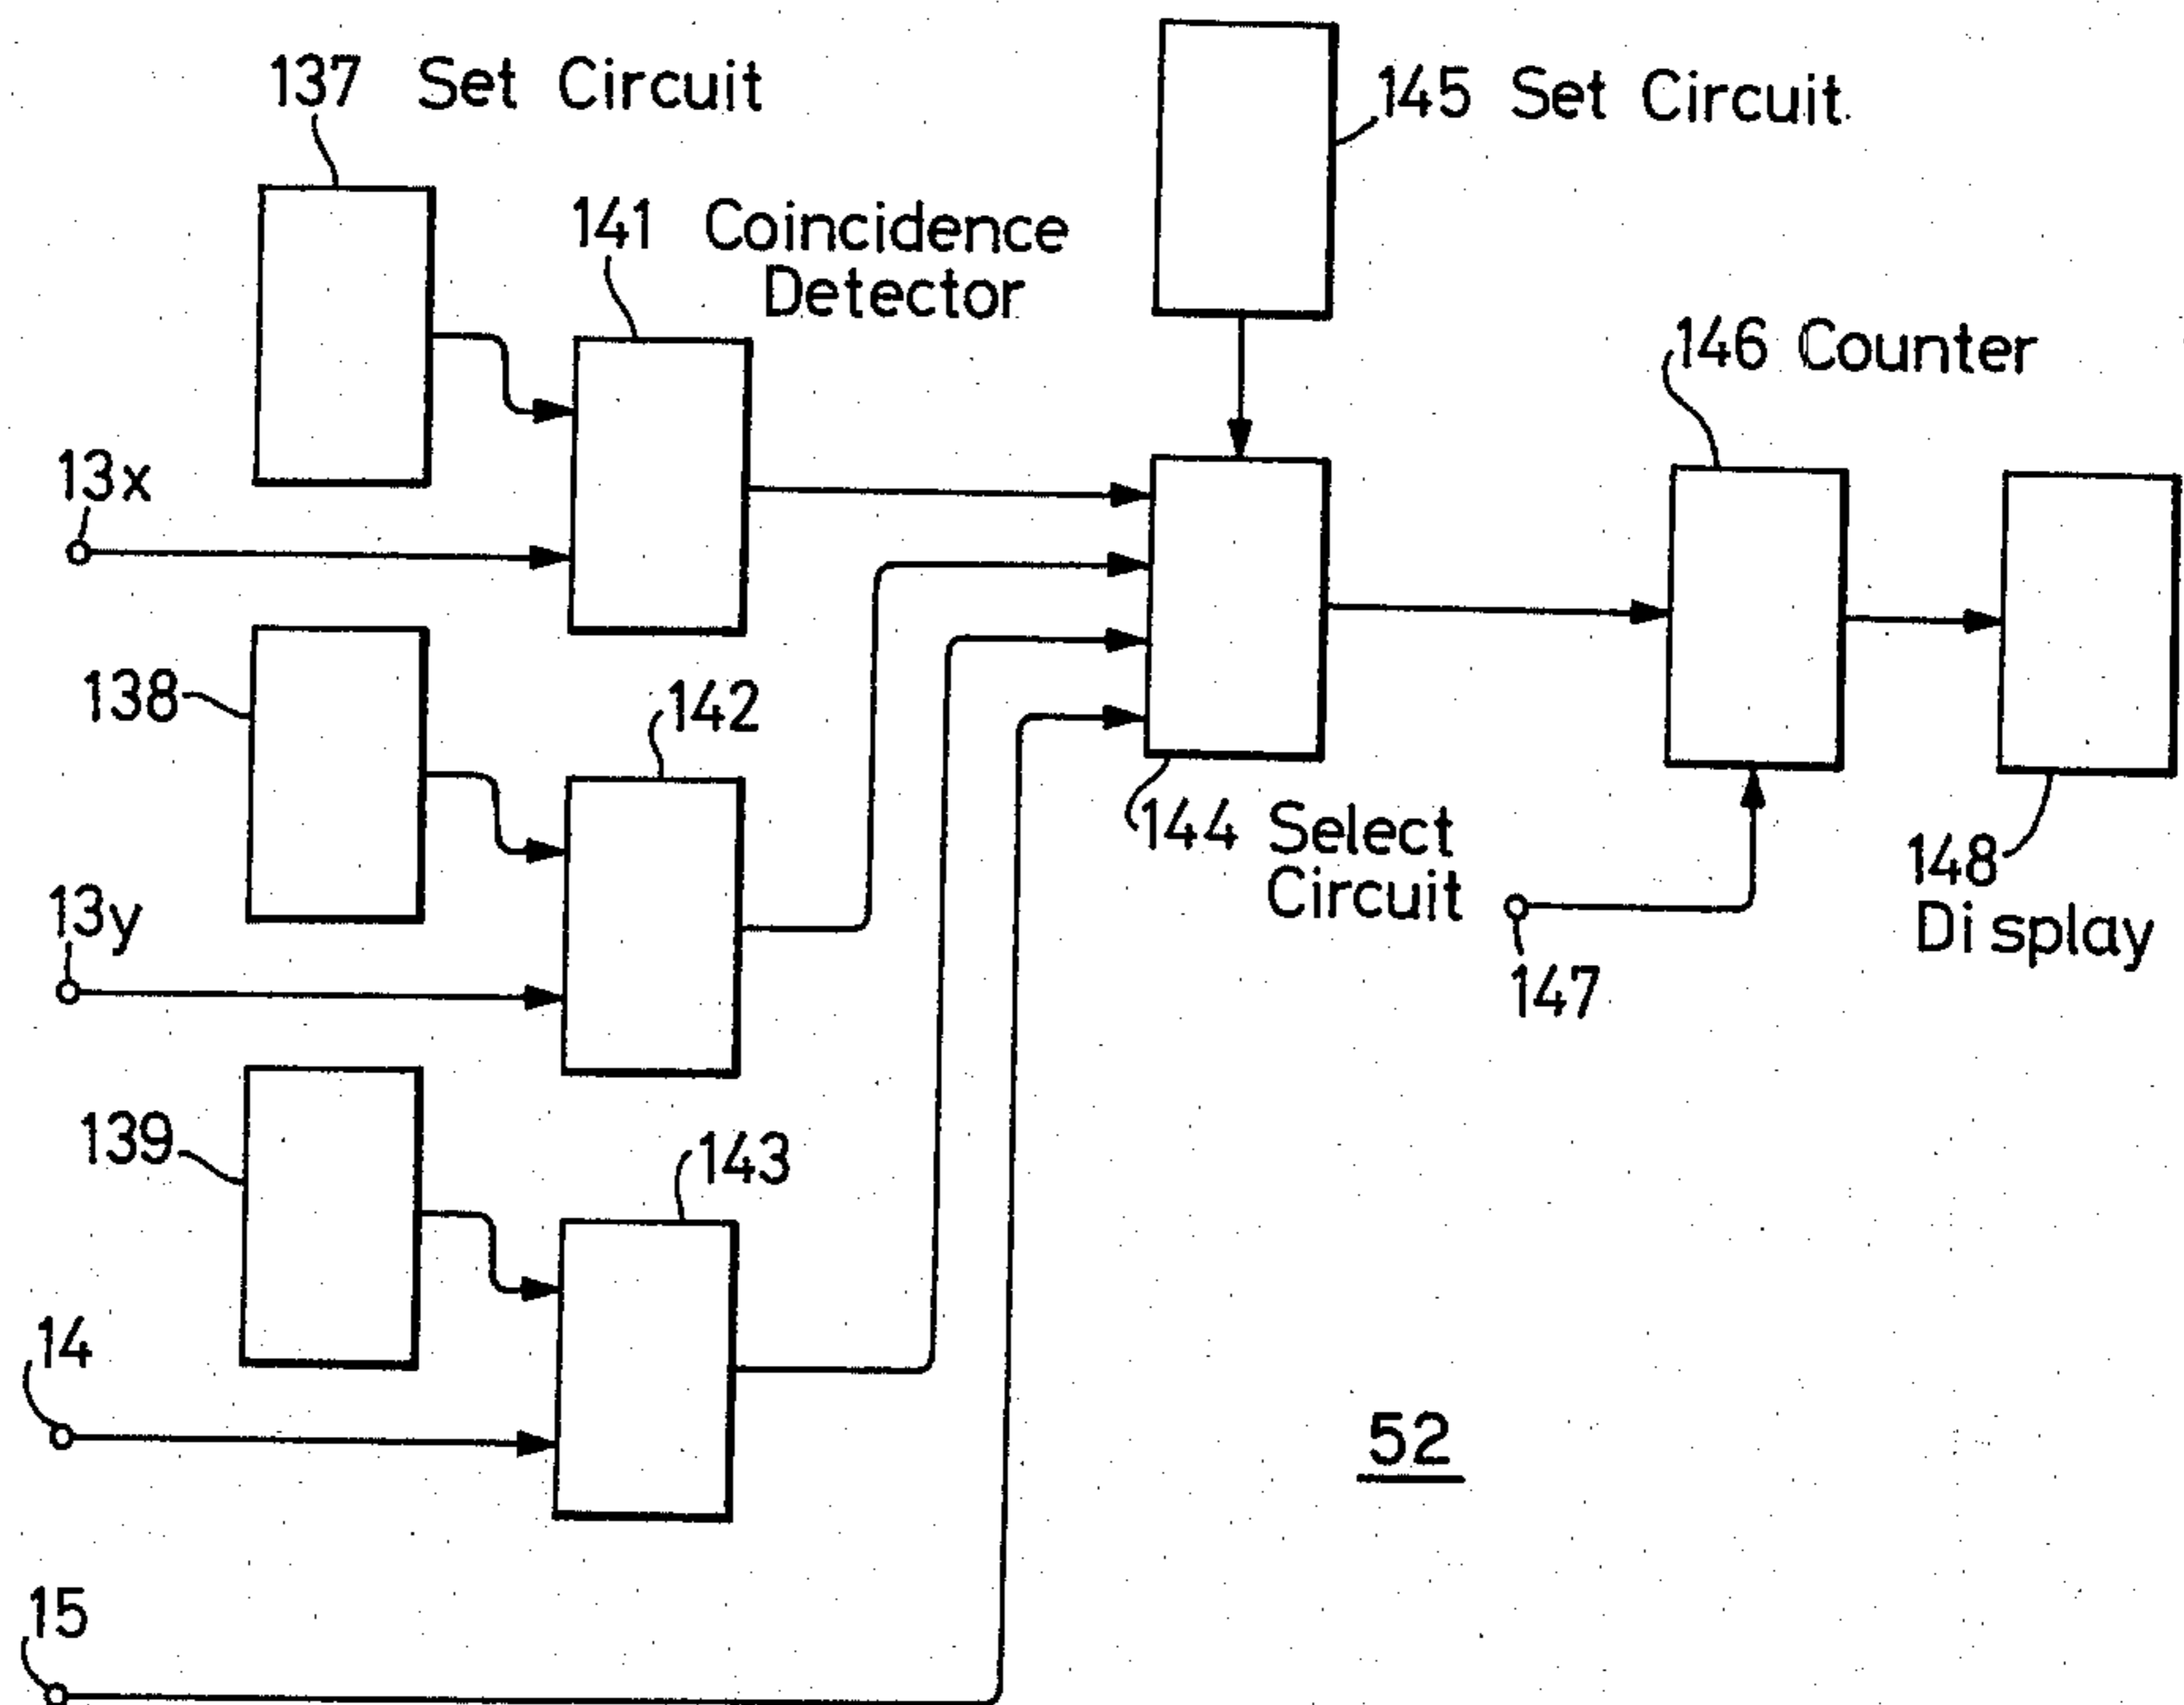 137 Set Circuit
145 Set Circuit
141 Coincidence
Detector
146 Counter
13x
138
142
144 Select
Circuit
148
Display
13y
147
139
143
14
52
15